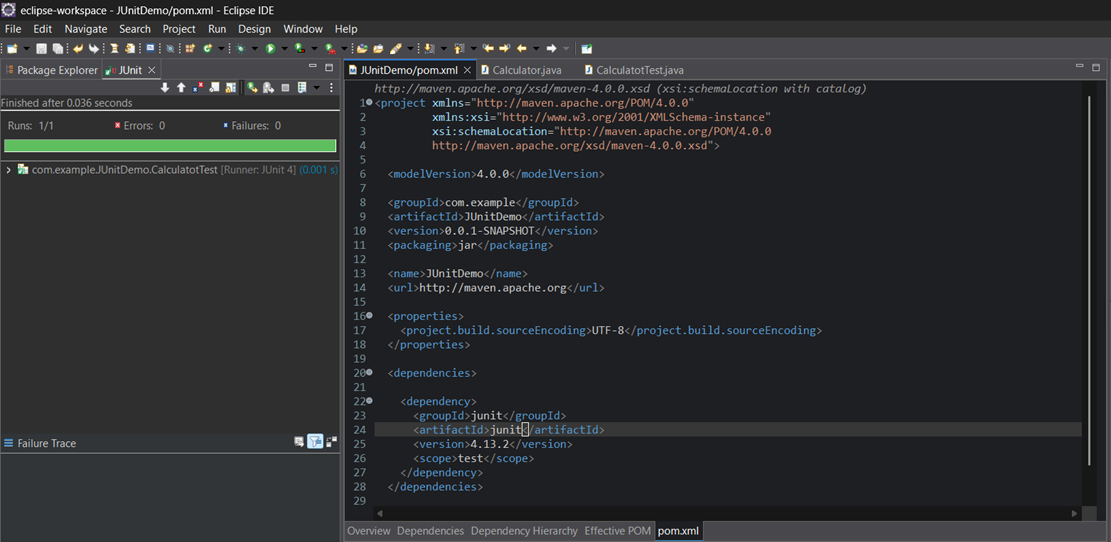 eclipse-workspace - JUnitDemo/pom.xml - Eclipse IDE
File Edit Navigate Search Project Run Design Window Help
Package Explorer JUnit
Finished after 0.036 seconds
Runs: 1/1 Errors: 0 Failures: 0
com.example.JUnitDemo.CalculatotTest [Runner: JUnit 4] (0.001 s)
Failure Trace
JUnitDemo/pom.xml Calculator.java CalculatotTest.java
http://maven.apache.org/xsd/maven-4.0.0.xsd (xsi:schemaLocation with catalog)
1 <project xmlns="http://maven.apache.org/POM/4.0.0"
2 xmlns:xsi="http://www.w3.org/2001/XMLSchema-instance"
3 xsi:schemaLocation="http://maven.apache.org/POM/4.0.0
4 http://maven.apache.org/xsd/maven-4.0.0.xsd">
5
6 <modelVersion>4.0.0</modelVersion>
7
8 <groupId>com.example</groupId>
9 <artifactId>JUnitDemo</artifactId>
10 <version>0.0.1-SNAPSHOT</version>
11 <packaging>jar</packaging>
12
13 <name>JUnitDemo</name>
14 <url>http://maven.apache.org</url>
15
16 <properties>
17 <project.build.sourceEncoding>UTF-8</project.build.sourceEncoding>
18 </properties>
19
20 <dependencies>
21
22 <dependency>
23 <groupId>junit</groupId>
24 <artifactId>junit</artifactId>
25 <version>4.13.2</version>
26 <scope>test</scope>
27 </dependency>
28 </dependencies>
29
Overview Dependencies Dependency Hierarchy Effective POM pom.xml